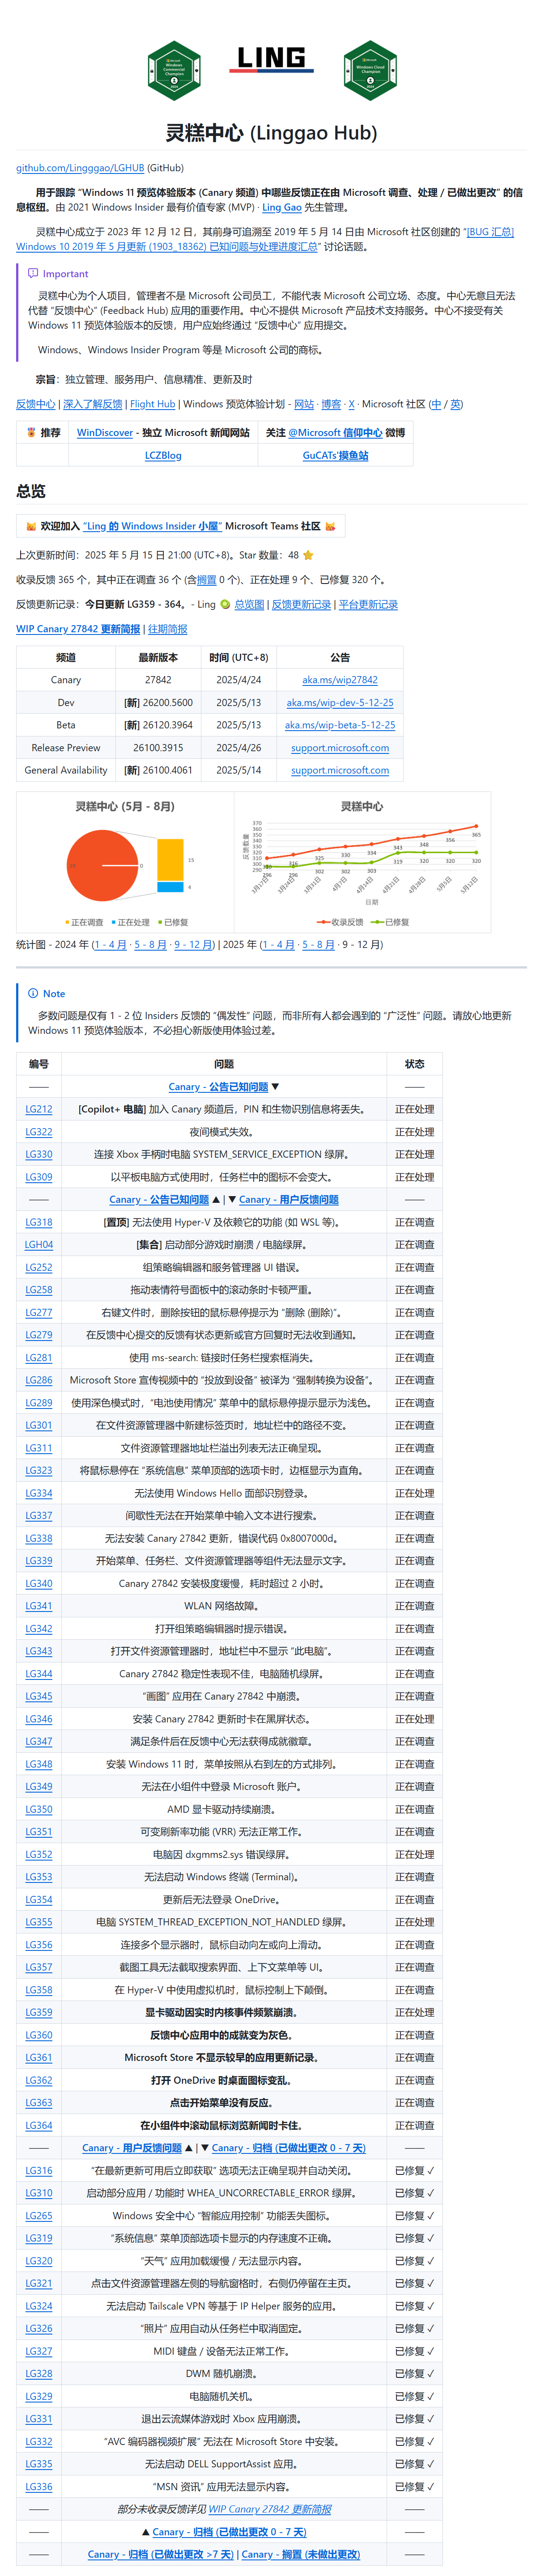 LING
Microsoft
Windows Commercial Champion
2024
Microsoft
Windows Cloud Champion
2024
灵糕中心 (Linggao Hub)
github.com/Lingggao/LGHUB (GitHub)
用于跟踪 “Windows 11 预览体验版本 (Canary 频道) 中哪些反馈正在由 Microsoft 调查、处理 / 已做出更改” 的信
息枢纽。由 2021 Windows Insider 最有价值专家 (MVP) · Ling Gao 先生管理。
灵糕中心成立于 2023 年 12 月 12 日，其前身可追溯至 2019 年 5 月 14 日由 Microsoft 社区创建的 “[BUG 汇总]
Windows 10 2019 年 5 月更新 (1903_18362) 已知问题与处理进度汇总” 讨论话题。
Important
灵糕中心为个人项目，管理者不是 Microsoft 公司员工，不能代表 Microsoft 公司立场、态度。中心无意且无法
代替 “反馈中心” (Feedback Hub) 应用的重要作用。中心不提供 Microsoft 产品技术支持服务。中心不接受有关
Windows 11 预览体验版本的反馈，用户应始终通过 “反馈中心” 应用提交。
Windows、Windows Insider Program 等是 Microsoft 公司的商标。
宗旨：独立管理、服务用户、信息精准、更新及时
反馈中心 | 深入了解反馈 | Flight Hub | Windows 预览体验计划 - 网站 · 博客 · X · Microsoft 社区 (中 / 英)
🏅 推荐 WinDiscover - 独立 Microsoft 新闻网站 关注 @Microsoft 信仰中心 微博
LCZBlog GuCATs'摸鱼站
总览
欢迎加入 “Ling 的 Windows Insider 小屋” Microsoft Teams 社区
上次更新时间：2025 年 5 月 15 日 21:00 (UTC+8)。Star 数量：48 ⭐
收录反馈 365 个，其中正在调查 36 个 (含搁置 0 个)、正在处理 9 个、已修复 320 个。
反馈更新记录：今日更新 LG359 - 364。- Ling 总览图 | 反馈更新记录 | 平台更新记录
WIP Canary 27842 更新简报 | 往期简报
频道 最新版本 时间 (UTC+8) 公告
Canary 27842 2025/4/24 aka.ms/wip27842
Dev [新] 26200.5600 2025/5/13 aka.ms/wip-dev-5-12-25
Beta [新] 26120.3964 2025/5/13 aka.ms/wip-beta-5-12-25
Release Preview 26100.3915 2025/4/26 support.microsoft.com
General Availability [新] 26100.4061 2025/5/14 support.microsoft.com
灵糕中心 (5月 - 8月)
0
15
4
正在调查 正在处理 已修复
灵糕中心
反馈数量
370
360
350
340
330
320
310
300
290
316 325 330 334 343 348 356 365
296 296 302 302 303 319 320 320 320
3月17日 3月24日 3月31日 4月7日 4月14日 4月21日 4月28日 5月5日 5月12日
日期
收录反馈 已修复
统计图 - 2024 年 (1 - 4 月 · 5 - 8 月 · 9 - 12 月) | 2025 年 (1 - 4 月 · 5 - 8 月 · 9 - 12 月)
Note
多数问题是仅有 1 - 2 位 Insiders 反馈的 “偶发性” 问题，而非所有人都会遇到的 “广泛性” 问题。请放心地更新
Windows 11 预览体验版本，不必担心新版使用体验过差。
编号 问题 状态
—— Canary - 公告已知问题 ▼ ——
LG212 [Copilot+ 电脑] 加入 Canary 频道后，PIN 和生物识别信息将丢失。 正在处理
LG322 夜间模式失效。 正在处理
LG330 连接 Xbox 手柄时电脑 SYSTEM_SERVICE_EXCEPTION 绿屏。 正在处理
LG309 以平板电脑方式使用时，任务栏中的图标不会变大。 正在处理
—— Canary - 公告已知问题 ▲ | ▼ Canary - 用户反馈问题 ——
LG318 [置顶] 无法使用 Hyper-V 及依赖它的功能 (如 WSL 等)。 正在调查
LGH04 [集合] 启动部分游戏时崩溃 / 电脑绿屏。 正在调查
LG252 组策略编辑器和服务管理器 UI 错误。 正在调查
LG258 拖动表情符号面板中的滚动条时卡顿严重。 正在调查
LG277 右键文件时，删除按钮的鼠标悬停提示为 “删除 (删除)”。 正在调查
LG279 在反馈中心提交的反馈有状态更新或官方回复时无法收到通知。 正在调查
LG281 使用 ms-search: 链接时任务栏搜索框消失。 正在调查
LG286 Microsoft Store 宣传视频中的 “投放到设备” 被译为 “强制转换为设备”。 正在调查
LG289 使用深色模式时，“电池使用情况” 菜单中的鼠标悬停提示显示为浅色。 正在调查
LG301 在文件资源管理器中新建标签页时，地址栏中的路径不变。 正在调查
LG311 文件资源管理器地址栏溢出列表无法正确呈现。 正在调查
LG323 将鼠标悬停在 “系统信息” 菜单顶部的选项卡时，边框显示为直角。 正在调查
LG334 无法使用 Windows Hello 面部识别登录。 正在处理
LG337 间歇性无法在开始菜单中输入文本进行搜索。 正在调查
LG338 无法安装 Canary 27842 更新，错误代码 0x8007000d。 正在调查
LG339 开始菜单、任务栏、文件资源管理器等组件无法显示文字。 正在调查
LG340 Canary 27842 安装极度缓慢，耗时超过 2 小时。 正在调查
LG341 WLAN 网络故障。 正在调查
LG342 打开组策略编辑器时提示错误。 正在调查
LG343 打开文件资源管理器时，地址栏中不显示 “此电脑”。 正在调查
LG344 Canary 27842 稳定性表现不佳，电脑随机绿屏。 正在调查
LG345 “画图” 应用在 Canary 27842 中崩溃。 正在调查
LG346 安装 Canary 27842 更新时卡在黑屏状态。 正在处理
LG347 满足条件后在反馈中心无法获得成就徽章。 正在调查
LG348 安装 Windows 11 时，菜单按照从右到左的方式排列。 正在调查
LG349 无法在小组件中登录 Microsoft 账户。 正在调查
LG350 AMD 显卡驱动持续崩溃。 正在调查
LG351 可变刷新率功能 (VRR) 无法正常工作。 正在调查
LG352 电脑因 dxgmms2.sys 错误绿屏。 正在处理
LG353 无法启动 Windows 终端 (Terminal)。 正在调查
LG354 更新后无法登录 OneDrive。 正在调查
LG355 电脑 SYSTEM_THREAD_EXCEPTION_NOT_HANDLED 绿屏。 正在处理
LG356 连接多个显示器时，鼠标自动向左或向上滑动。 正在调查
LG357 截图工具无法截取搜索界面、上下文菜单等 UI。 正在调查
LG358 在 Hyper-V 中使用虚拟机时，鼠标控制上下颠倒。 正在调查
LG359 显卡驱动因实时内核事件频繁崩溃。 正在处理
LG360 反馈中心应用中的成就变为灰色。 正在调查
LG361 Microsoft Store 不显示较早的应用更新记录。 正在调查
LG362 打开 OneDrive 时桌面图标变乱。 正在调查
LG363 点击开始菜单没有反应。 正在调查
LG364 在小组件中滚动鼠标浏览新闻时卡住。 正在调查
—— Canary - 用户反馈问题 ▲ | ▼ Canary - 归档 (已做出更改 0 - 7 天) ——
LG316 “在最新更新可用后立即获取” 选项无法正确呈现并自动关闭。 已修复 ✓
LG310 启动部分应用 / 功能时 WHEA_UNCORRECTABLE_ERROR 绿屏。 已修复 ✓
LG265 Windows 安全中心 “智能应用控制” 功能丢失图标。 已修复 ✓
LG319 “系统信息” 菜单顶部选项卡显示的内存速度不正确。 已修复 ✓
LG320 “天气” 应用加载缓慢 / 无法显示内容。 已修复 ✓
LG321 点击文件资源管理器左侧的导航窗格时，右侧仍停留在主页。 已修复 ✓
LG324 无法启动 Tailscale VPN 等基于 IP Helper 服务的应用。 已修复 ✓
LG326 “照片” 应用自动从任务栏中取消固定。 已修复 ✓
LG327 MIDI 键盘 / 设备无法正常工作。 已修复 ✓
LG328 DWM 随机崩溃。 已修复 ✓
LG329 电脑随机关机。 已修复 ✓
LG331 退出云流媒体游戏时 Xbox 应用崩溃。 已修复 ✓
LG332 “AVC 编码器视频扩展” 无法在 Microsoft Store 中安装。 已修复 ✓
LG335 无法启动 DELL SupportAssist 应用。 已修复 ✓
LG336 “MSN 资讯” 应用无法显示内容。 已修复 ✓
—— 部分未收录反馈详见 WIP Canary 27842 更新简报 ——
—— ▲ Canary - 归档 (已做出更改 0 - 7 天) ——
—— Canary - 归档 (已做出更改 >7 天) | Canary - 搁置 (未做出更改) ——